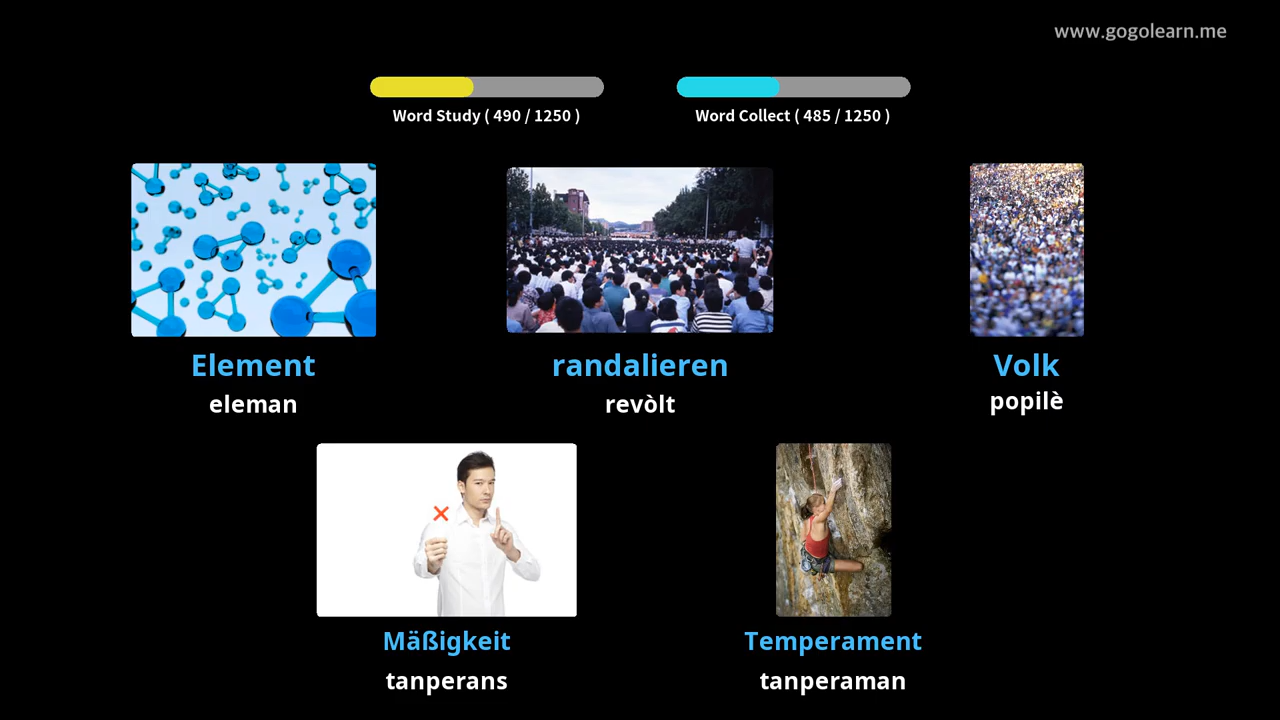 www.gogolearn.me
Word Study ( 490 / 1250 )
Word Collect ( 485 / 1250 )
Element
eleman
randalieren
revòlt
Volk
popilè
Mäßigkeit
tanperans
Temperament
tanperaman